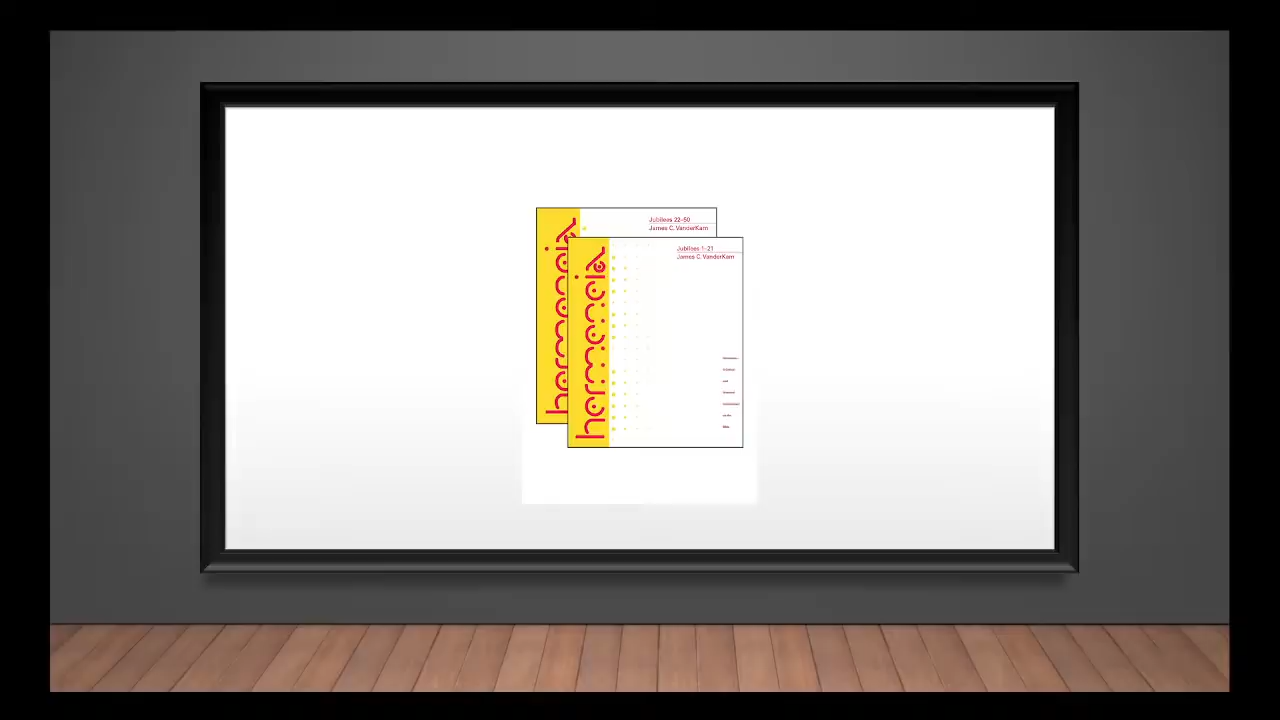 Jubilees 22-50
James C. VanderKam
hermeneia
Jubilees 1-21
James C. VanderKam
hermeneia